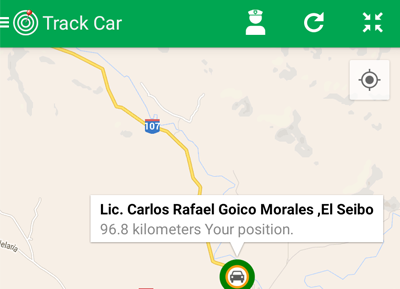 Track Car
107
Lic. Carlos Rafael Goico Morales ,El Seibo
96.8 kilometers Your position.